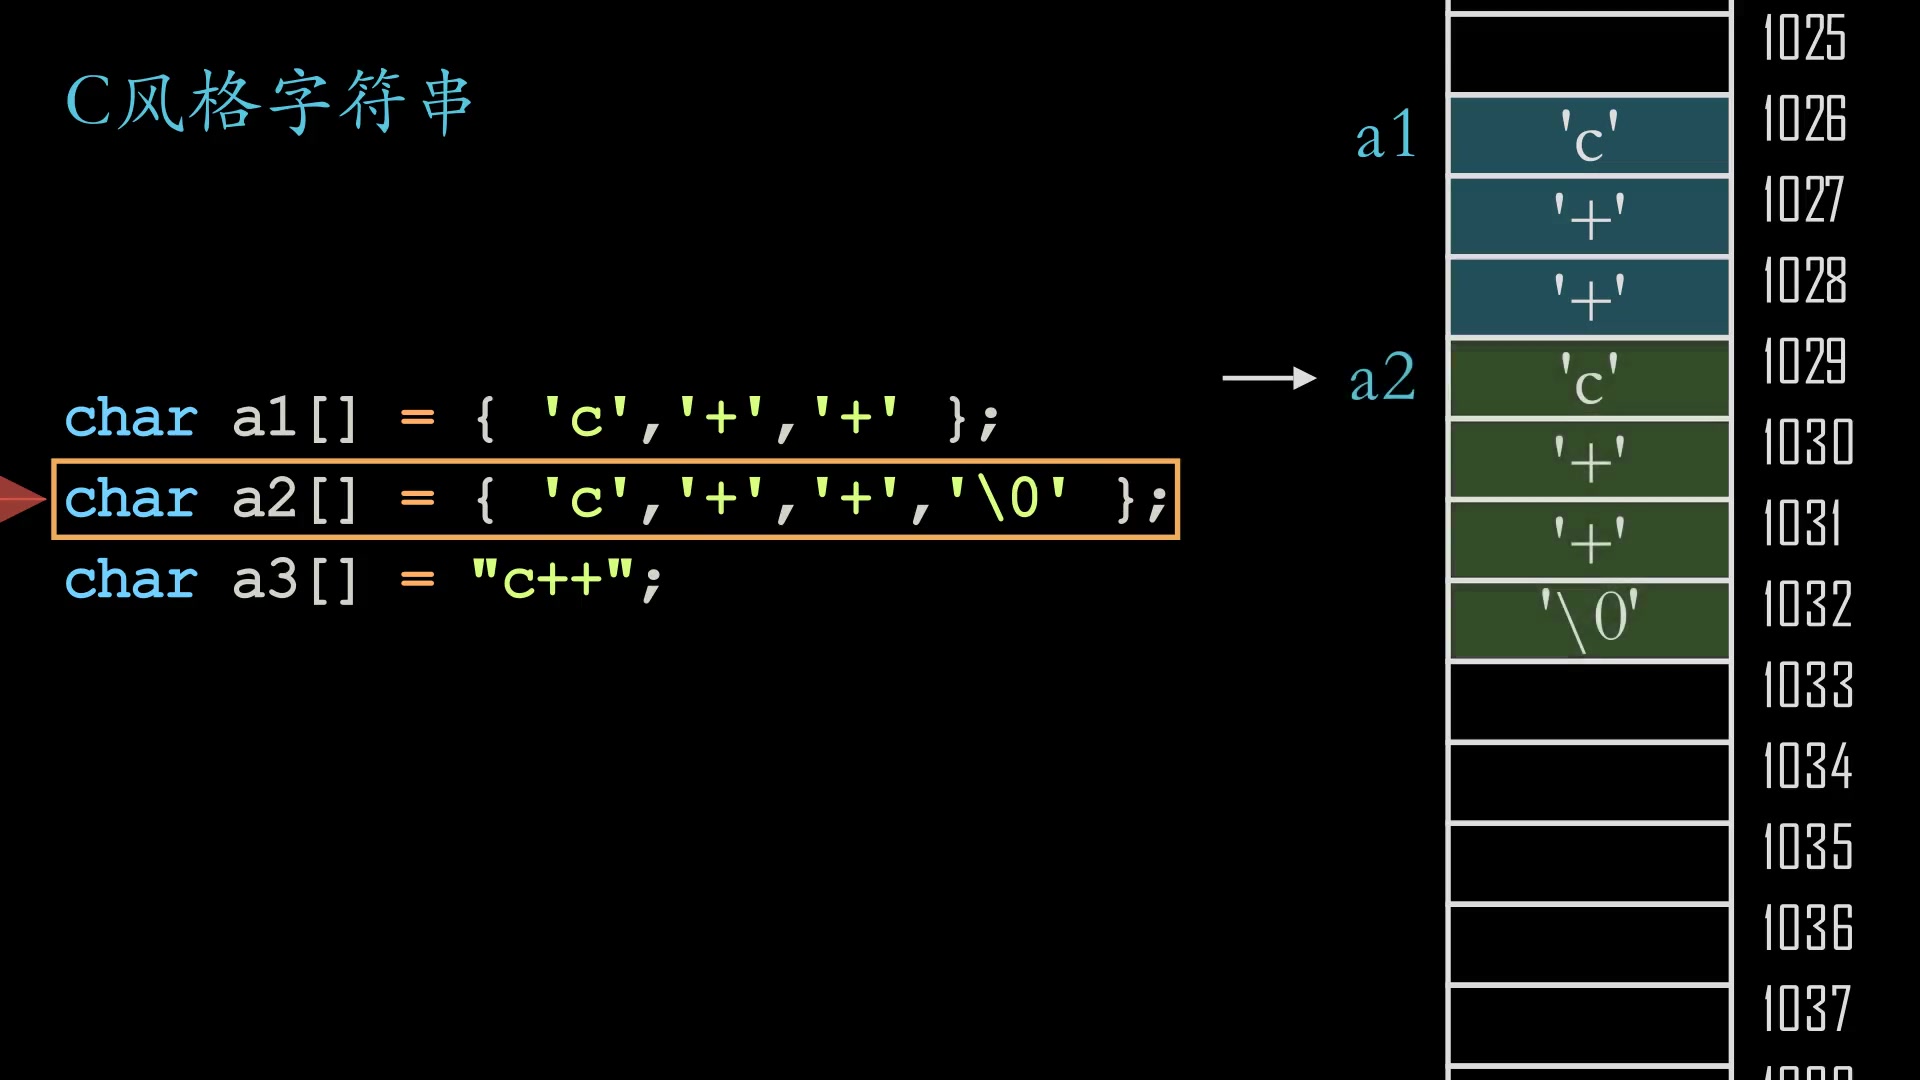 C风格字符串
char a1[] = { 'c','+','+' };
char a2[] = { 'c','+','+','\0' };
char a3[] = "c++";
1025
a1 'c' 1026
'+' 1027
'+' 1028
a2 'c' 1029
'+' 1030
'+' 1031
'\0' 1032
1033
1034
1035
1036
1037